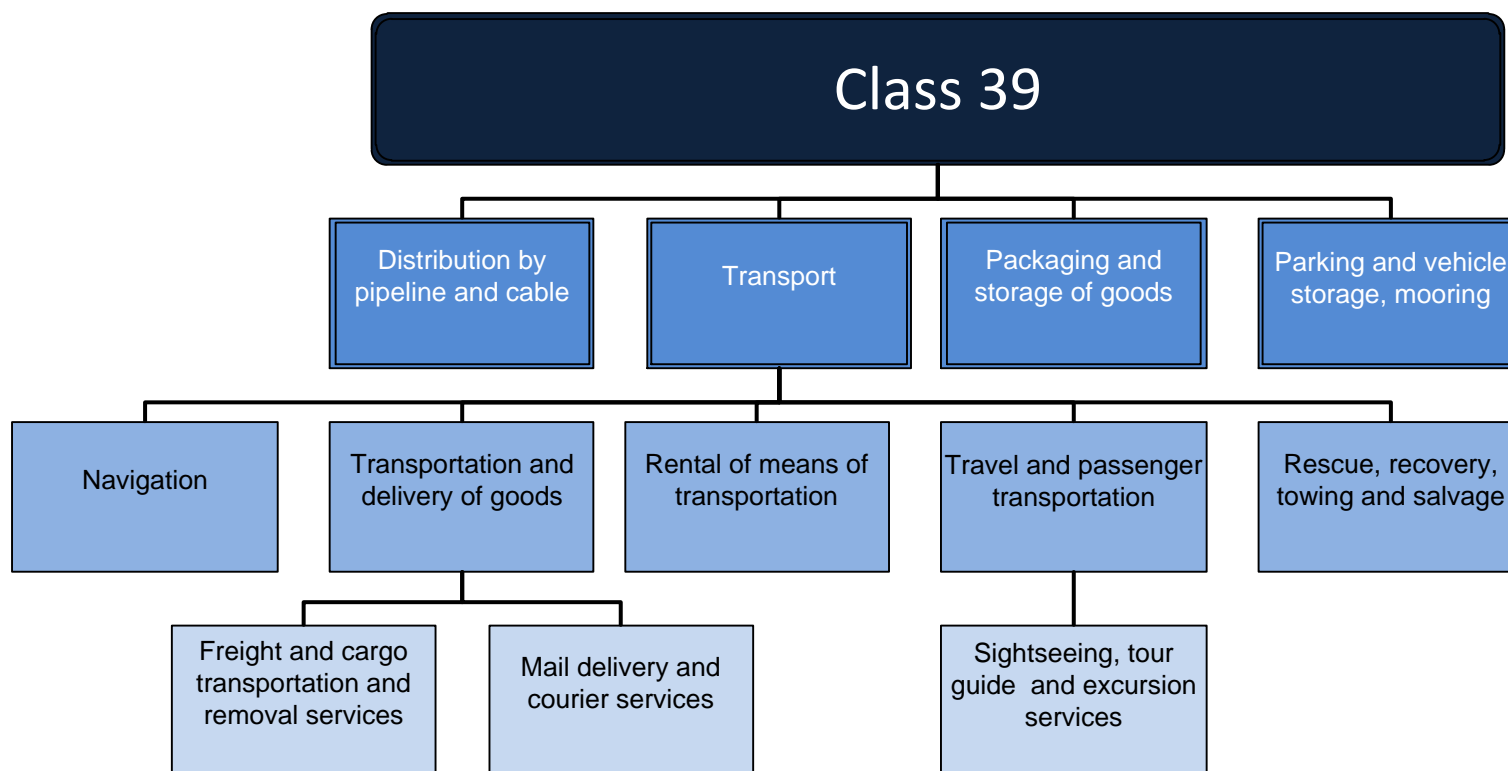 Class 39
Distribution by
pipeline and cable
Transport
Packaging and
storage of goods
Parking and vehicle
storage, mooring
Navigation
Transportation and
delivery of goods
Rental of means of
transportation
Travel and passenger
transportation
Rescue, recovery,
towing and salvage
Freight and cargo
transportation and
removal services
Mail delivery and
courier services
Sightseeing, tour
guide  and excursion
services